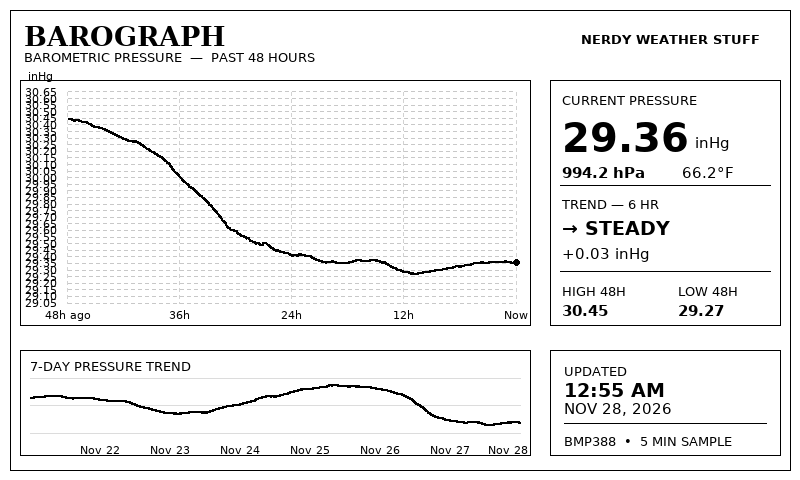 BAROGRAPH
BAROMETRIC PRESSURE — PAST 48 HOURS
NERDY WEATHER STUFF
inHg
30.65
30.60
30.55
30.50
30.45
30.40
30.35
30.30
30.25
30.20
30.15
30.10
30.05
30.00
29.95
29.90
29.85
29.80
29.75
29.70
29.65
29.60
29.55
29.50
29.45
29.40
29.35
29.30
29.25
29.20
29.15
29.10
29.05
48h ago 36h 24h 12h Now
CURRENT PRESSURE
29.36 inHg
994.2 hPa 66.2°F
TREND — 6 HR
→ STEADY
+0.03 inHg
HIGH 48H LOW 48H
30.45 29.27
7-DAY PRESSURE TREND
Nov 22 Nov 23 Nov 24 Nov 25 Nov 26 Nov 27 Nov 28
UPDATED
12:55 AM
NOV 28, 2026
BMP388 • 5 MIN SAMPLE